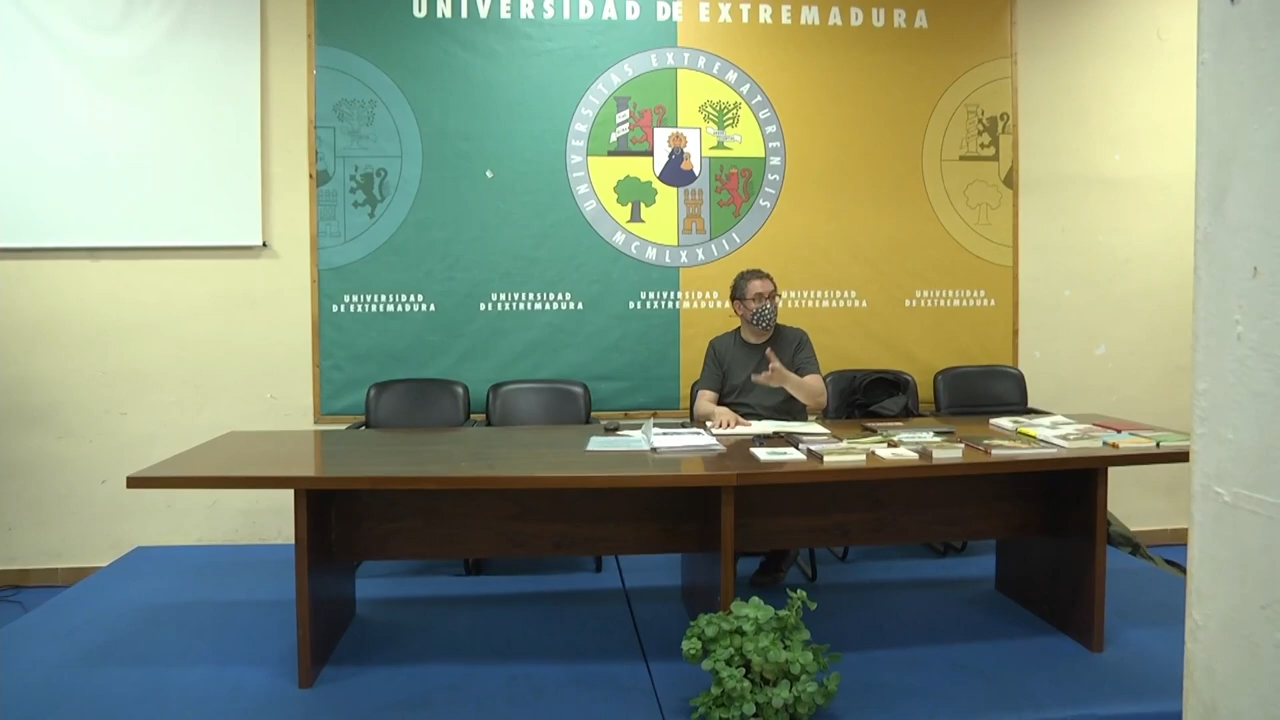 UNIVERSIDAD DE EXTREMADURA
UNIVERSITAS EXTREMATURENSIS
MCMLXXIII
UNIVERSIDAD
DE EXTREMADURA
UNIVERSIDAD
DE EXTREMADURA
UNIVERSIDAD
DE EXTREMADURA
UNIVERSIDAD
EXTREMADURA
UNIVERSIDAD
DE EXTREMADURA